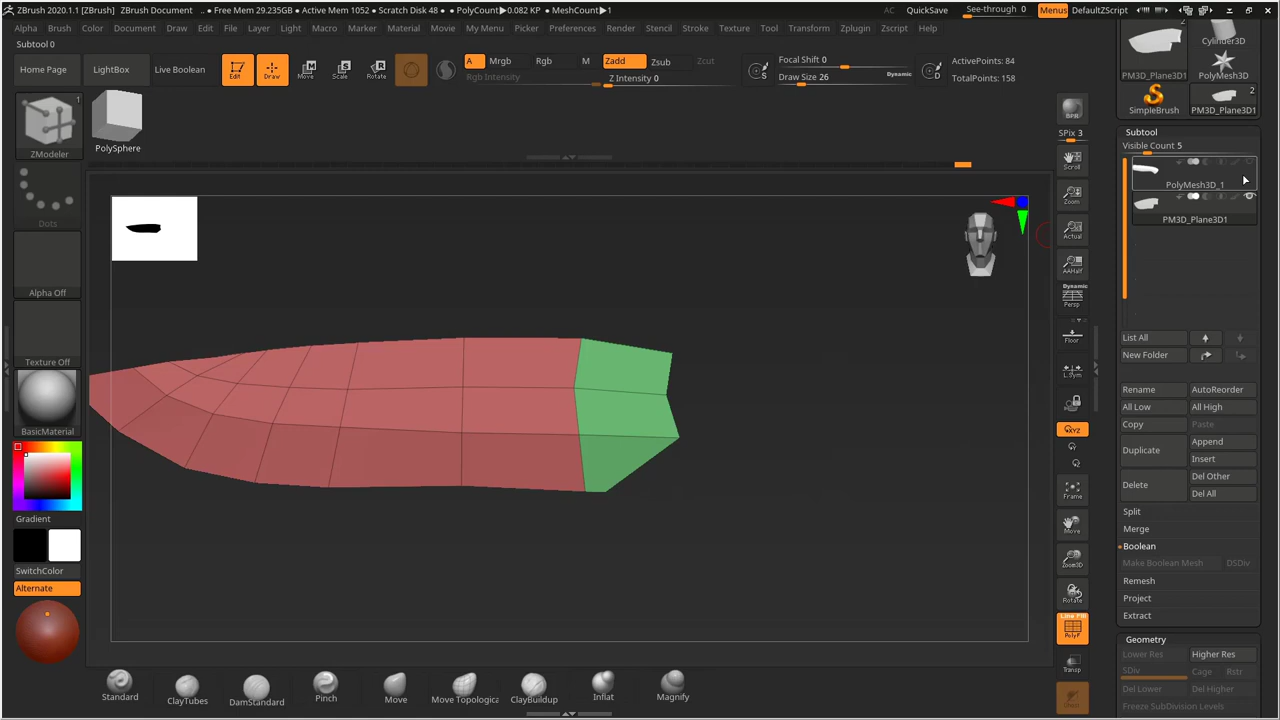 ZBrush 2020.1.1 [ZBrush] ZBrush Document .. • Free Mem 29.235GB • Active Mem 1052 • Scratch Disk 48 • PolyCount▶0.082 KP • MeshCount▶1 AC QuickSave See-through 0 Menus DefaultZScript
Alpha Brush Color Document Draw Edit File Layer Light Macro Marker Material Movie My Menu Picker Preferences Render Stencil Stroke Texture Tool Transform Zplugin Zscript Help
Subtool 0
Home Page LightBox Live Boolean Edit Draw Move Scale Rotate A Mrgb Rgb M Zadd Zsub Zcut Focal Shift 0 Dynamic ActivePoints: 84
Rgb Intensity Z Intensity 0 S Draw Size 26 D TotalPoints: 158
2
PM3D_Plane3D1 Cylinder3D
PolyMesh3D
SimpleBrush 2
PM3D_Plane3D1
1
ZModeler
PolySphere
Dots
Alpha Off
Texture Off
BasicMaterial
Gradient
SwitchColor
Alternate
BPR
SPix 3
Scroll
Zoom
Actual
AAHalf
Dynamic
Persp
Floor
L.Sym
XYZ
Y
Z
Frame
Move
Zoom3D
Rotate
Line Fill
PolyF
Transp
Subtool
Visible Count 5
PolyMesh3D_1
PM3D_Plane3D1
List All
New Folder
Rename AutoReorder
All Low All High
Copy Paste
Duplicate Append
Insert
Delete Del Other
Del All
Split
Merge
Boolean
Make Boolean Mesh DSDiv
Remesh
Project
Extract
Geometry
Lower Res Higher Res
SDiv Cage Rstr
Del Lower Del Higher
Freeze SubDivision Levels
Standard ClayTubes DamStandard Pinch Move Move Topologica ClayBuildup Inflat Magnify